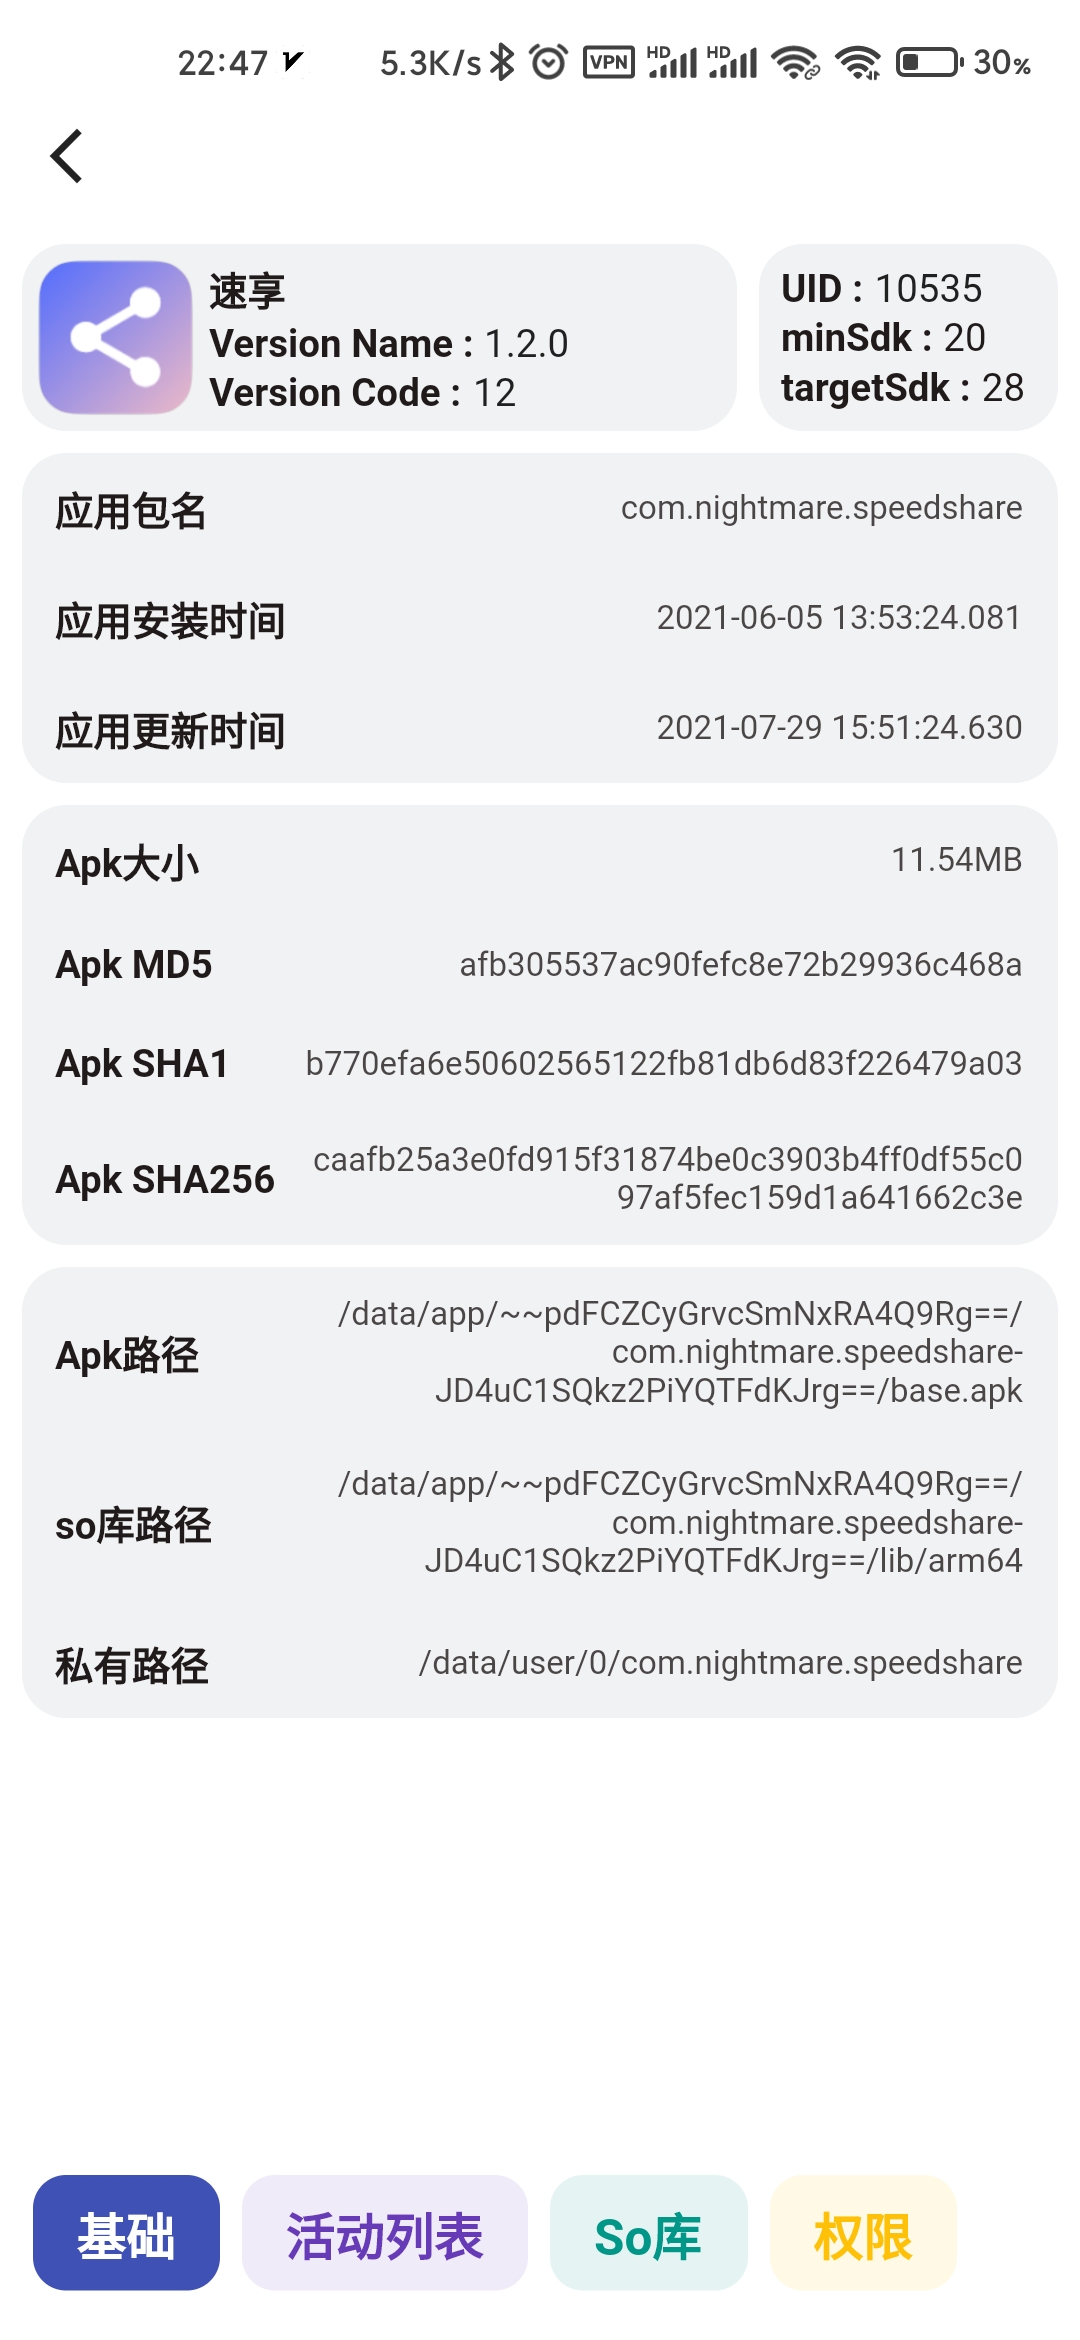 22:47 5.3K/s VPN HD HD 30%
速享
Version Name : 1.2.0
Version Code : 12
UID : 10535
minSdk : 20
targetSdk : 28
应用包名 com.nightmare.speedshare
应用安装时间 2021-06-05 13:53:24.081
应用更新时间 2021-07-29 15:51:24.630
Apk大小 11.54MB
Apk MD5 afb305537ac90fefc8e72b29936c468a
Apk SHA1 b770efa6e50602565122fb81db6d83f226479a03
Apk SHA256 caafb25a3e0fd915f31874be0c3903b4ff0df55c0
97af5fec159d1a641662c3e
Apk路径 /data/app/~~pdFCZCyGrvcSmNxRA4Q9Rg==/
com.nightmare.speedshare-
JD4uC1SQkz2PiYQTFdKJrg==/base.apk
so库路径 /data/app/~~pdFCZCyGrvcSmNxRA4Q9Rg==/
com.nightmare.speedshare-
JD4uC1SQkz2PiYQTFdKJrg==/lib/arm64
私有路径 /data/user/0/com.nightmare.speedshare
基础 活动列表 So库 权限